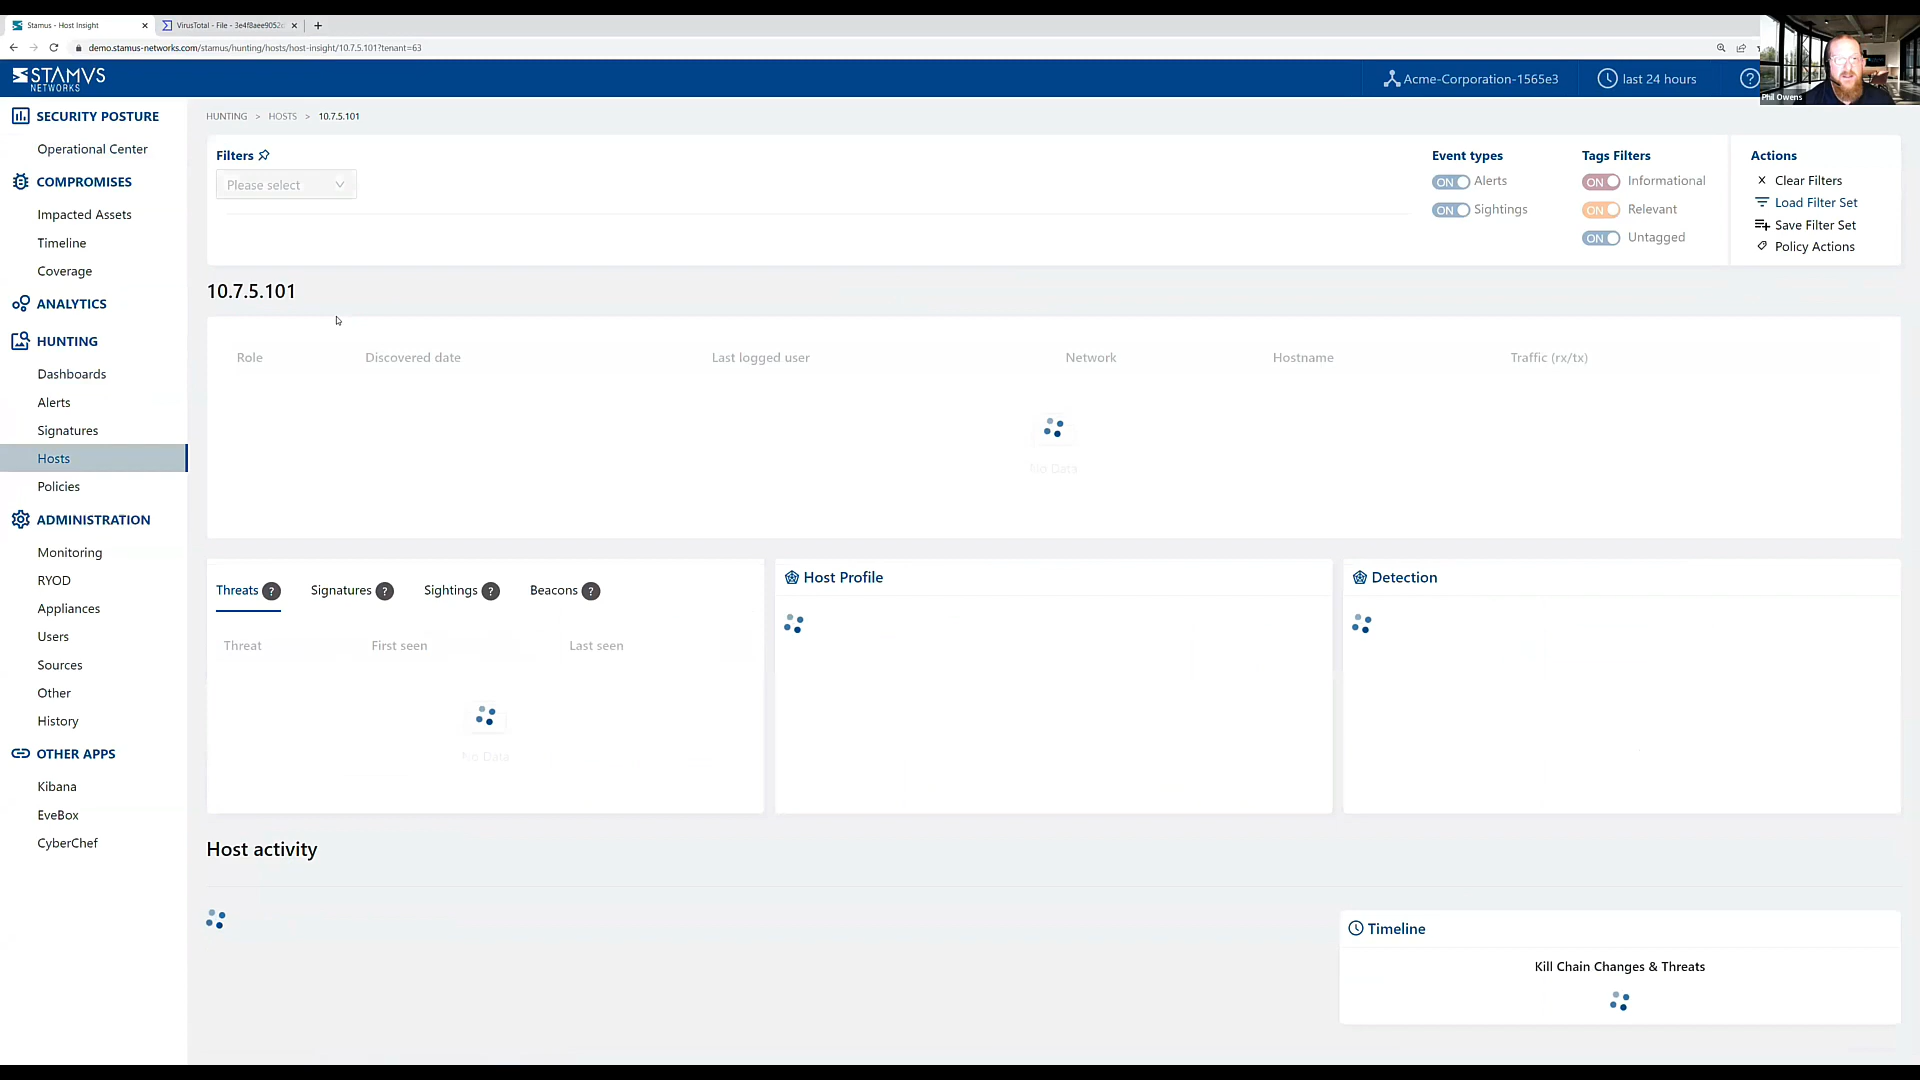 Stamus - Host Insight
VirusTotal - File - 3e4f8aee9052
demo.stamus-networks.com/stamus/hunting/hosts/host-insight/10.7.5.101?tenant=63
STAMVS
NETWORKS
Acme-Corporation-1565e3
last 24 hours
?
Phil Owens
SECURITY POSTURE
Operational Center
COMPROMISES
Impacted Assets
Timeline
Coverage
ANALYTICS
HUNTING
Dashboards
Alerts
Signatures
Hosts
Policies
ADMINISTRATION
Monitoring
RYOD
Appliances
Users
Sources
Other
History
OTHER APPS
Kibana
EveBox
CyberChef
HUNTING > HOSTS > 10.7.5.101
Filters
Please select
Event types
ON Alerts
ON Sightings
Tags Filters
ON Informational
ON Relevant
ON Untagged
Actions
Clear Filters
Load Filter Set
Save Filter Set
Policy Actions
10.7.5.101
Role Discovered date Last logged user Network Hostname Traffic (rx/tx)
No Data
Threats ? Signatures ? Sightings ? Beacons ?
Threat First seen Last seen
No Data
Host Profile
Detection
Host activity
Timeline
Kill Chain Changes & Threats